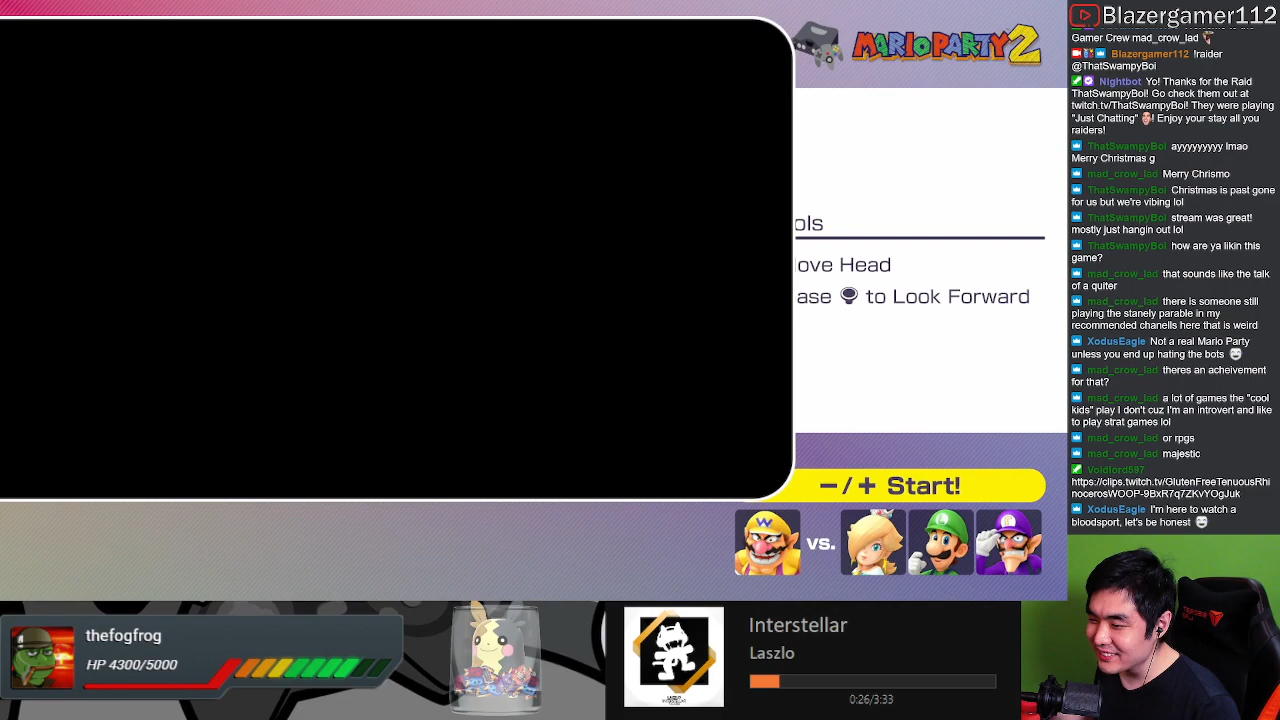 MARIO PARTY 2
ols
love Head
ase to Look Forward
−/+ Start!
W
vs.
L
thefogfrog
HP 4300/5000
Interstellar
Laszlo
0:26/3:33
Blazergamer112
Gamer Crew mad_crow_lad
Blazergamer112 !raider
@ThatSwampyBoi
Nightbot Yo! Thanks for the Raid
ThatSwampyBoi! Go check them out at
twitch.tv/ThatSwampyBoi! They were playing
"Just Chatting" ! Enjoy your stay all you
raiders!
ThatSwampyBoi ayyyyyyyy lmao
Merry Christmas g
mad_crow_lad Merry Chrismo
ThatSwampyBoi Christmas is past gone
for us but we're vibing lol
ThatSwampyBoi stream was great!
mostly just hangin out lol
ThatSwampyBoi how are ya likin this
game?
mad_crow_lad that sounds like the talk
of a quiter
mad_crow_lad there is someone still
playing the stanely parable in my
recommended chanells here that is weird
XodusEagle Not a real Mario Party
unless you end up hating the bots
mad_crow_lad theres an acheivement
for that?
mad_crow_lad a lot of games the "cool
kids" play I don't cuz I'm an introvert and like
to play strat games lol
mad_crow_lad or rpgs
mad_crow_lad majestic
Voidlord597
https://clips.twitch.tv/GlutenFreeTenuousRhi
nocerosWOOP-9BxR7q7Z7kYOgJuk
XodusEagle I'm here to watch a
bloodsport, let's be honest